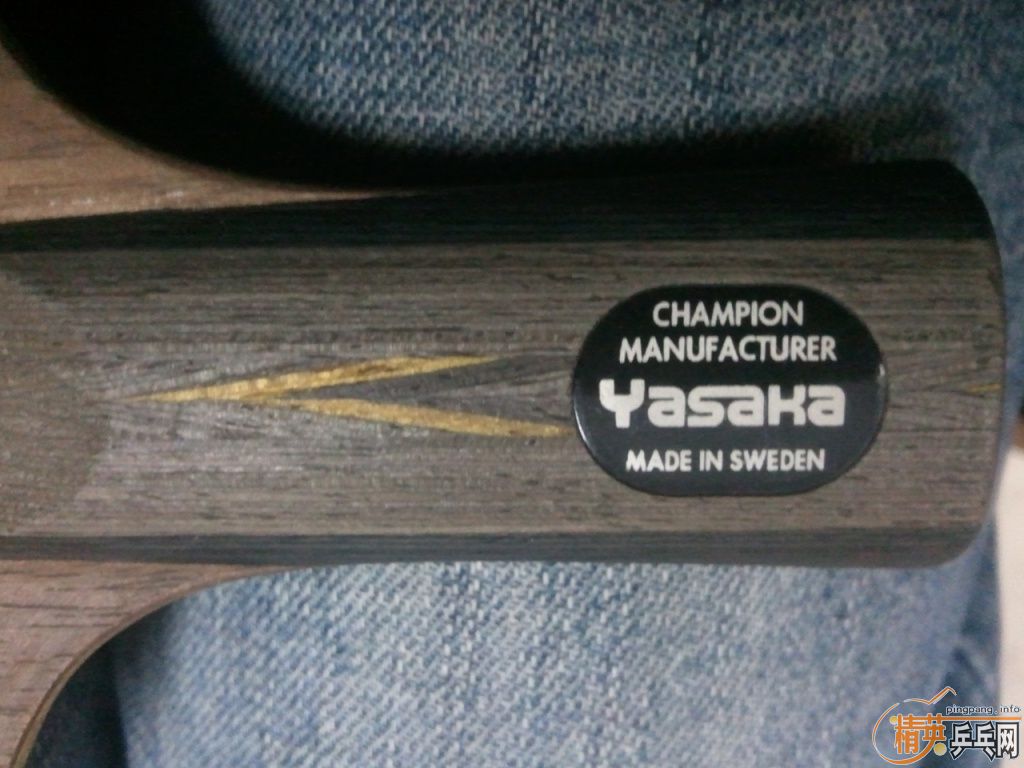 CHAMPION
MANUFACTURER
Yasaka
MADE IN SWEDEN
pingpang.info
精英乒乓网